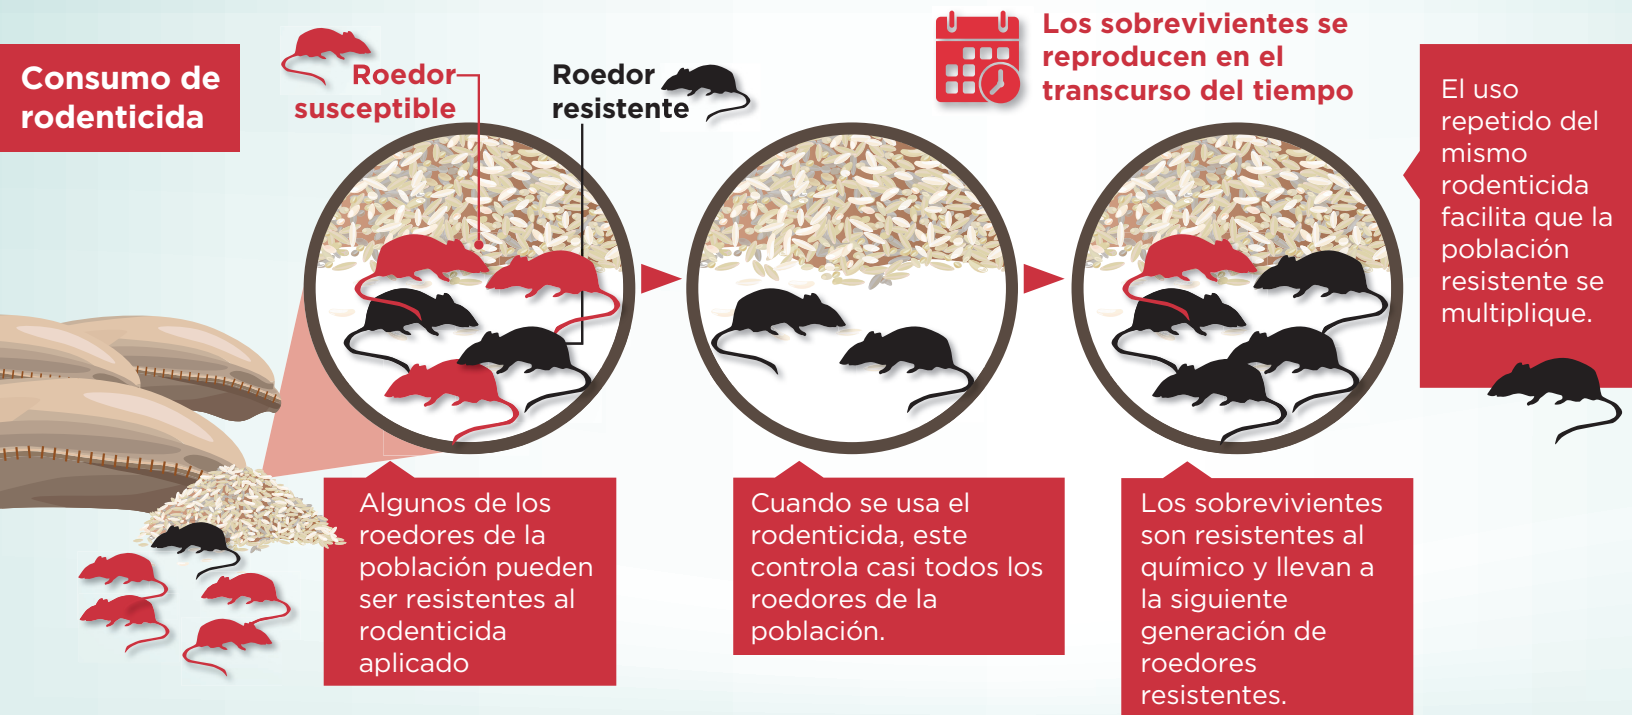 Consumo de
rodenticida
Roedor
susceptible
Roedor
resistente
Los sobrevivientes se
reproducen en el
transcurso del tiempo
El uso
repetido del
mismo
rodenticida
facilita que la
población
resistente se
multiplique.
Algunos de los
roedores de la
población pueden
ser resistentes al
rodenticida
aplicado
Cuando se usa el
rodenticida, este
controla casi todos los
roedores de la
población.
Los sobrevivientes
son resistentes al
químico y llevan a
la siguiente
generación de
roedores
resistentes.